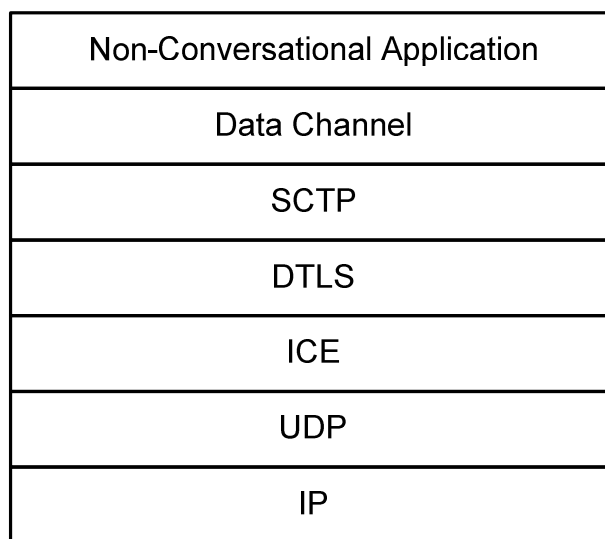 Non-Conversational Application
Data Channel
SCTP
DTLS
ICE
UDP
IP